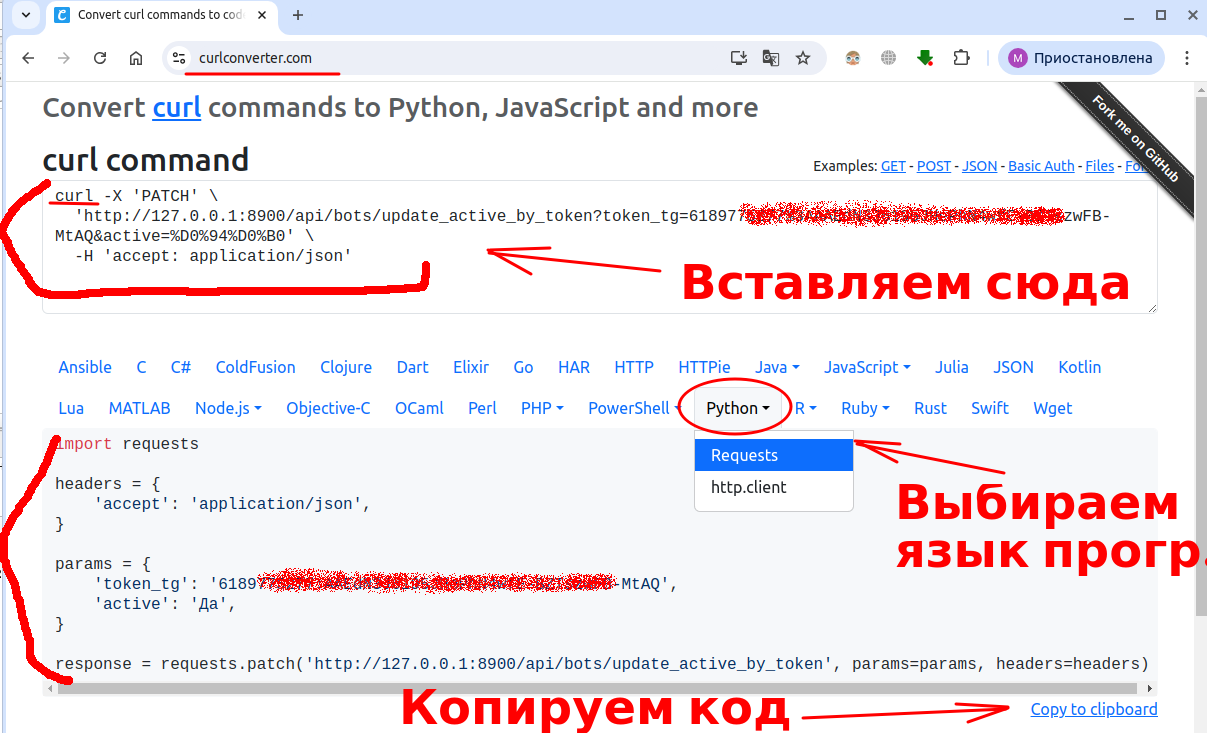 Convert curl commands to cod
curlconverter.com
M Приостановлена
Convert curl commands to Python, JavaScript and more
Fork me on GitHub
curl command
Examples: GET - POST - JSON - Basic Auth - Files - Fo
curl -X 'PATCH' \
'http://127.0.0.1:8900/api/bots/update_active_by_token?token_tg=618977 zwFB-
MtAQ&active=%D0%94%D0%B0' \
-H 'accept: application/json'
Вставляем сюда
Ansible C C# ColdFusion Clojure Dart Elixir Go HAR HTTP HTTPie Java JavaScript Julia JSON Kotlin
Lua MATLAB Node.js Objective-C OCaml Perl PHP PowerShell Python R Ruby Rust Swift Wget
Requests
http.client
Выбираем
язык прогр.
import requests
headers = {
'accept': 'application/json',
}
params = {
'token_tg': '61897 -MtAQ',
'active': 'Да',
}
response = requests.patch('http://127.0.0.1:8900/api/bots/update_active_by_token', params=params, headers=headers)
Копируем код
Copy to clipboard